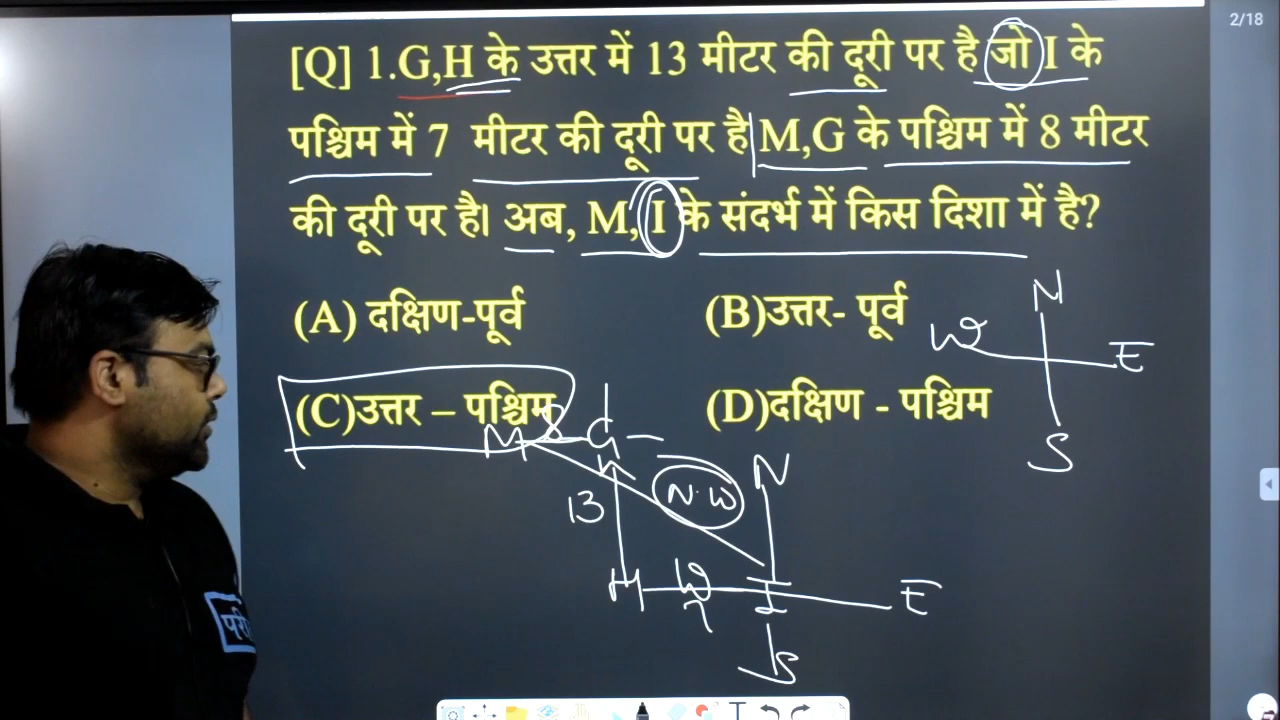 2/18
[Q] 1.G,H के उत्तर में 13 मीटर की दूरी पर है जो I के
पश्चिम में 7 मीटर की दूरी पर है M,G के पश्चिम में 8 मीटर
की दूरी पर है। अब, M, I के संदर्भ में किस दिशा में है?
(A) दक्षिण-पूर्व
(B)उत्तर- पूर्व
(C)उत्तर – पश्चिम
(D)दक्षिण - पश्चिम
N
W E
S
M 8 G
13 N.W N
H W I E
7
S
परी